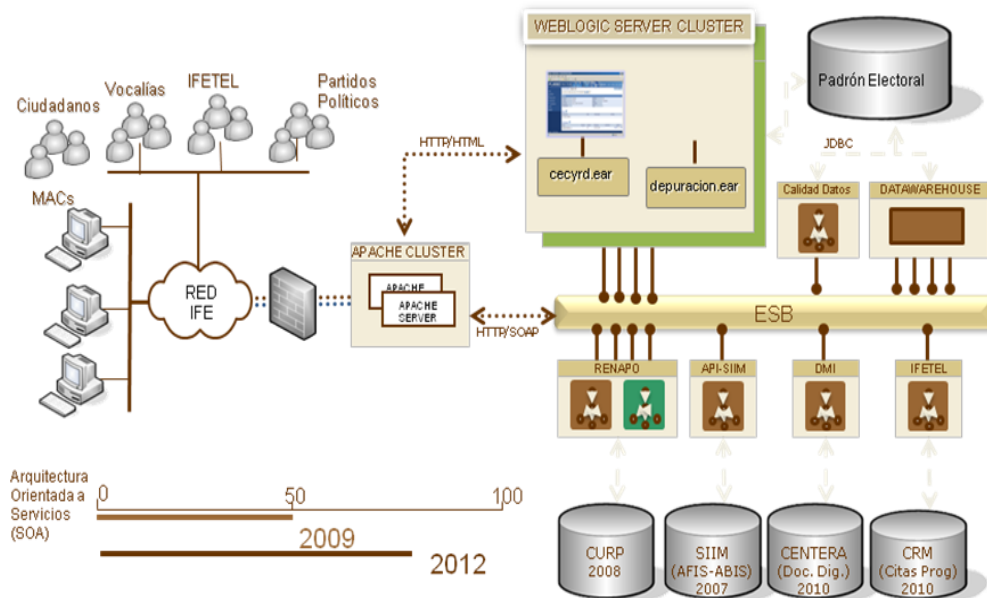 WEBLOGIC SERVER CLUSTER
Ciudadanos
Vocalías
IFETEL
Partidos
Políticos
Padrón Electoral
HTTP/HTML
cecyrd.ear
depuracion.ear
JDBC
MACs
Calidad Datos
DATAWAREHOUSE
APACHE CLUSTER
RED
IFE
APACHE
APACHE
SERVER
HTTP/SOAP
ESB
RENAPO
API-SIIM
DMI
IFETEL
Arquitectura
Orientada a
Servicios
(SOA)
0
50
100
2009
2012
CURP
2008
SIIM
(AFIS-ABIS)
2007
CENTERA
(Doc. Dig.)
2010
CRM
(Citas Prog)
2010